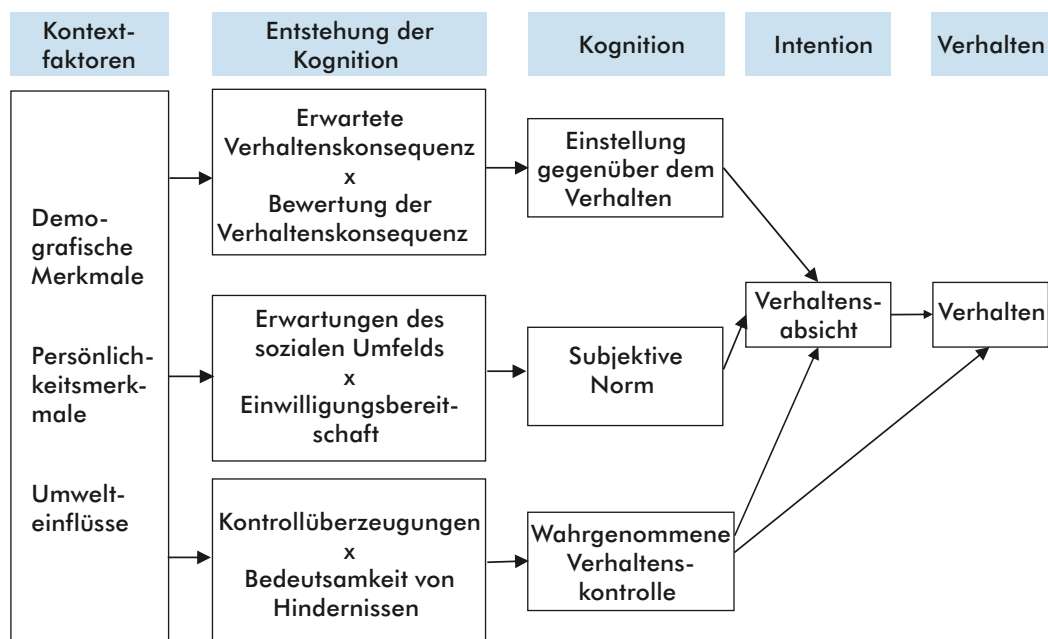 Kontext-
faktoren
Entstehung der
Kognition
Kognition
Intention
Verhalten
Demo-
grafische
Merkmale
Persönlich-
keitsmerk-
male
Umwelt-
einflüsse
Erwartete
Verhaltenskonsequenz
x
Bewertung der
Verhaltenskonsequenz
Erwartungen des
sozialen Umfelds
x
Einwilligungsbereit-
schaft
Kontrollüberzeugungen
x
Bedeutsamkeit von
Hindernissen
Einstellung
gegenüber dem
Verhalten
Subjektive
Norm
Wahrgenommene
Verhaltens-
kontrolle
Verhaltens-
absicht
Verhalten